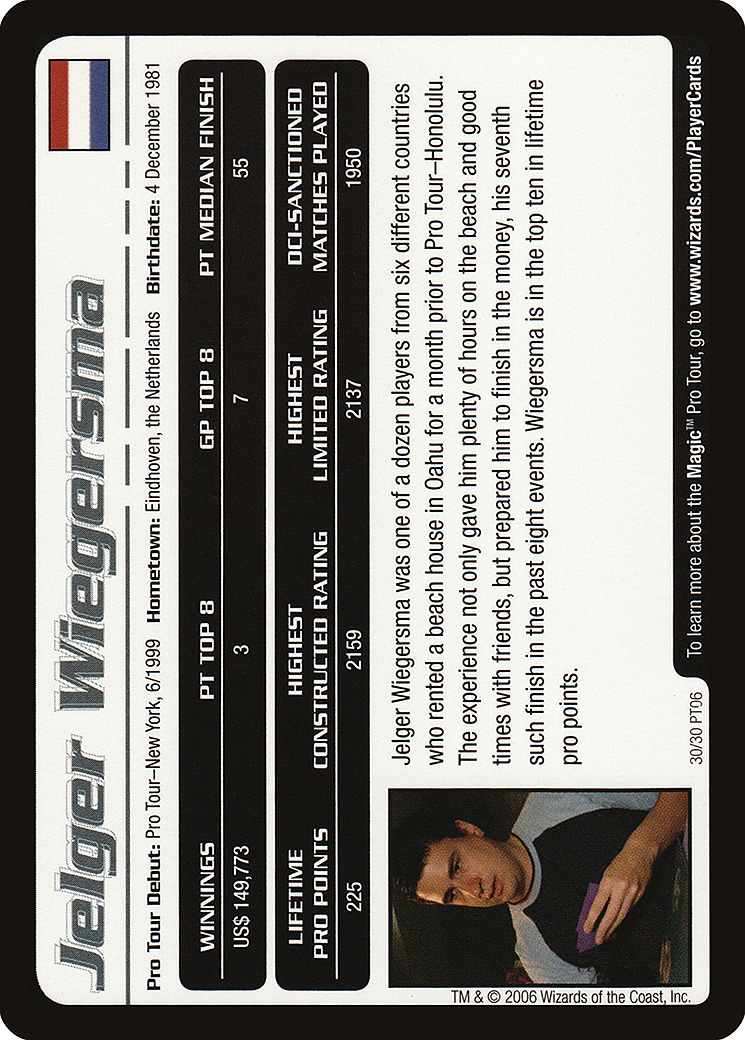 Jelger Wiegersma
Pro Tour Debut: Pro Tour–New York, 6/1999 Hometown: Eindhoven, the Netherlands Birthdate: 4 December 1981
WINNINGS PT TOP 8 GP TOP 8 PT MEDIAN FINISH
US$ 149,773 3 7 55
LIFETIME HIGHEST HIGHEST DCI-SANCTIONED
PRO POINTS CONSTRUCTED RATING LIMITED RATING MATCHES PLAYED
225 2159 2137 1950
Jelger Wiegersma was one of a dozen players from six different countries
who rented a beach house in Oahu for a month prior to Pro Tour–Honolulu.
The experience not only gave him plenty of hours on the beach and good
times with friends, but prepared him to finish in the money, his seventh
such finish in the past eight events. Wiegersma is in the top ten in lifetime
pro points.
TM & © 2006 Wizards of the Coast, Inc.
30/30 PT06
To learn more about the Magic™ Pro Tour, go to www.wizards.com/PlayerCards